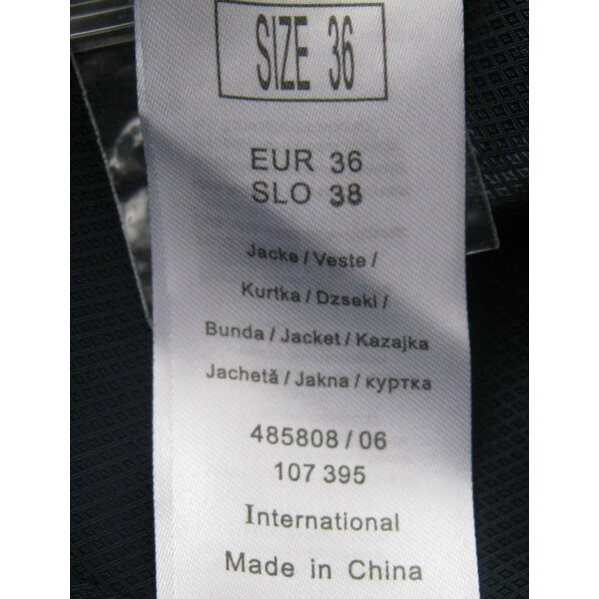 SIZE 36
EUR 36
SLO 38
Jacke / Veste /
Kurtka / Dzseki /
Bunda / Jacket / Kazajka
Jachetă / Jakna / куртка
485808 / 06
107 395
International
Made in China